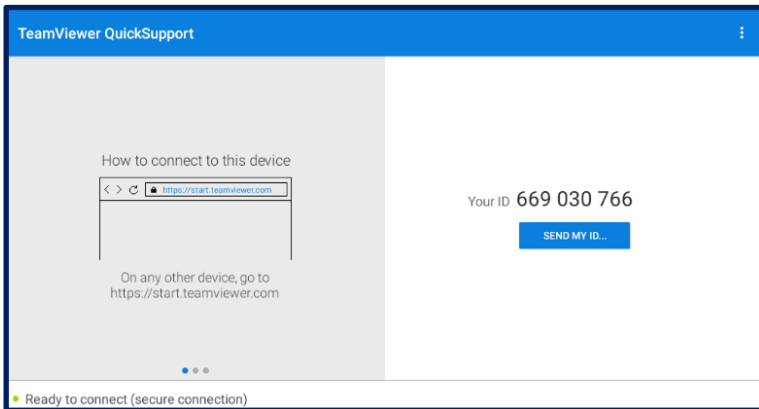 TeamViewer QuickSupport
How to connect to this device
https://start.teamviewer.com
On any other device, go to
https://start.teamviewer.com
Your ID 669 030 766
SEND MY ID...
Ready to connect (secure connection)